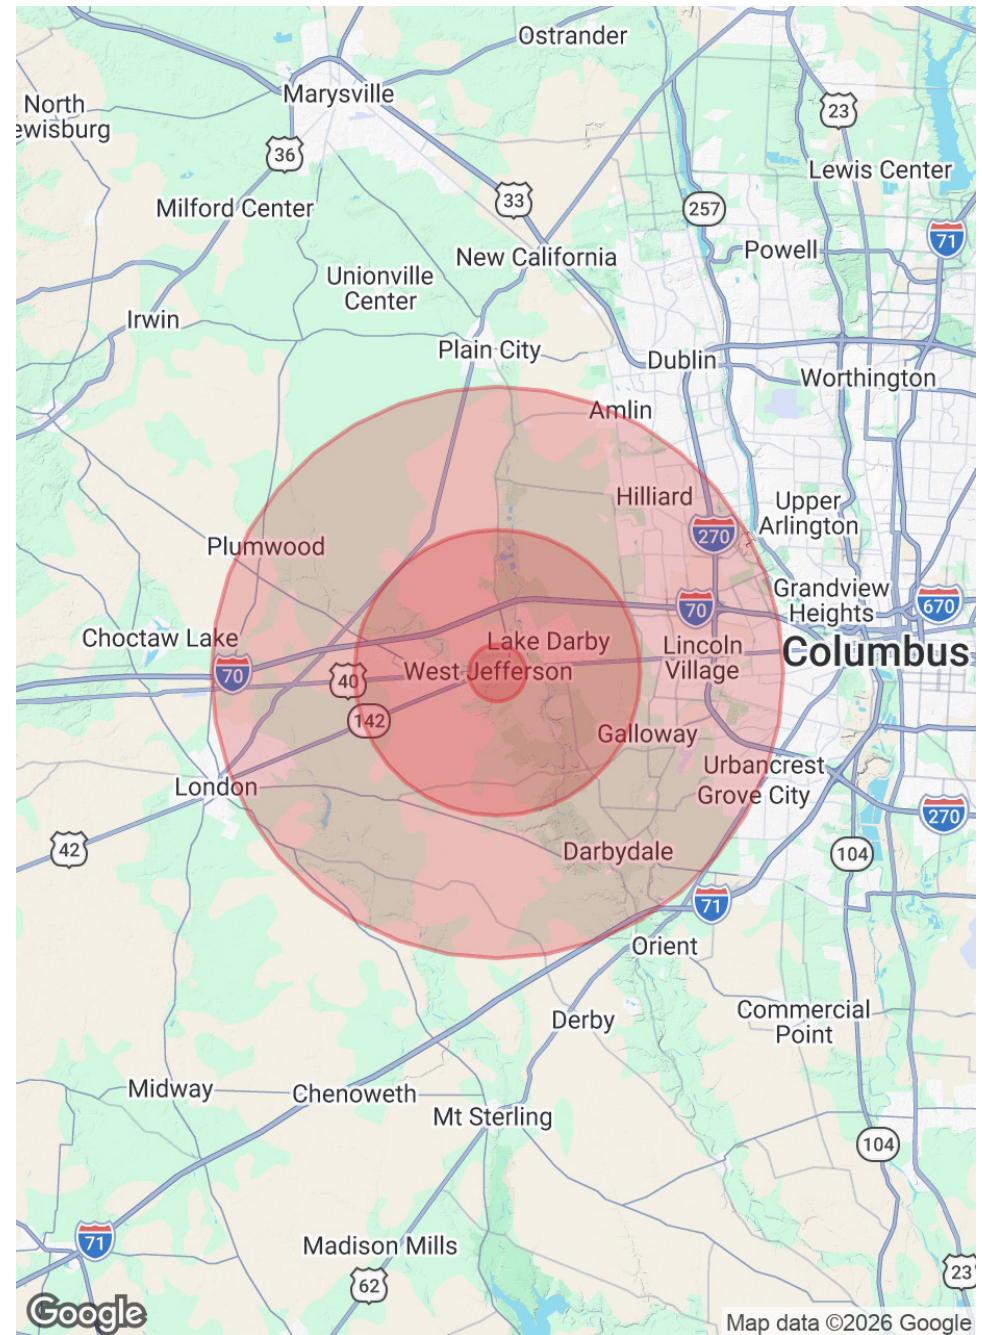 Ostrander
Marysville
North
ewisburg
23
36
Lewis Center
33
257
Milford Center
71
Powell
New California
Unionville
Center
Irwin
Plain City
Dublin
Worthington
Amlin
Hilliard
Upper
Arlington
270
Plumwood
Grandview
Heights
70
670
Choctaw Lake
Lake Darby
Lincoln
Village
Columbus
70
West Jefferson
40
142
Galloway
Urbancrest
London
Grove City
270
42
Darbydale
104
71
Orient
Commercial
Point
Derby
Midway
Chenoweth
Mt Sterling
104
71
Madison Mills
62
23
Google
Map data ©2026 Google